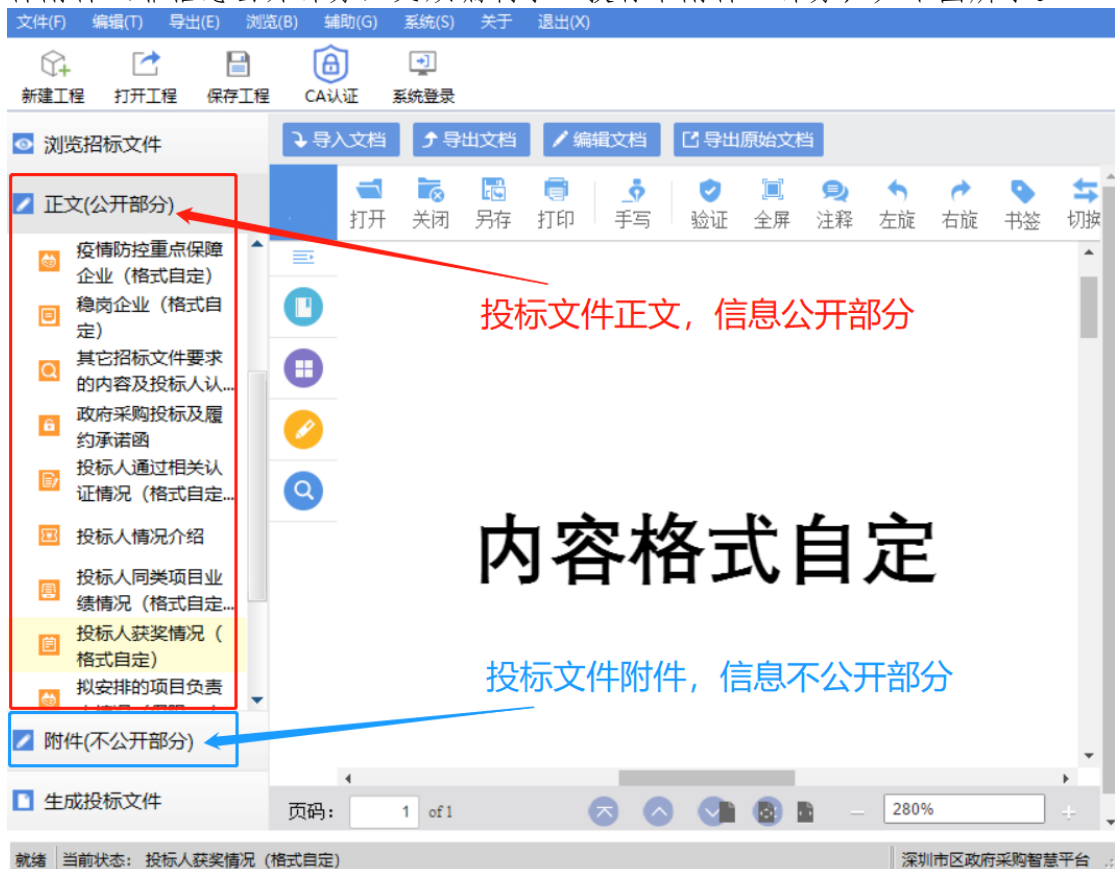 文件(F) 编辑(T) 导出(E) 浏览(B) 辅助(G) 系统(S) 关于 退出(X)
新建工程 打开工程 保存工程 CA认证 系统登录
浏览招标文件
导入文档 导出文档 编辑文档 导出原始文档
正文(公开部分)
打开 关闭 另存 打印 手写 验证 全屏 注释 左旋 右旋 书签 切换
疫情防控重点保障
企业（格式自定）
稳岗企业（格式自
定）
其它招标文件要求
的内容及投标人认...
政府采购投标及履
约承诺函
投标人通过相关认
证情况（格式自定...
投标人情况介绍
投标人同类项目业
绩情况（格式自定...
投标人获奖情况（
格式自定）
拟安排的项目负责
投标文件正文，信息公开部分
内容格式自定
投标文件附件，信息不公开部分
附件(不公开部分)
生成投标文件
页码： 1 of 1 280%
就绪 当前状态： 投标人获奖情况（格式自定） 深圳市区政府采购智慧平台